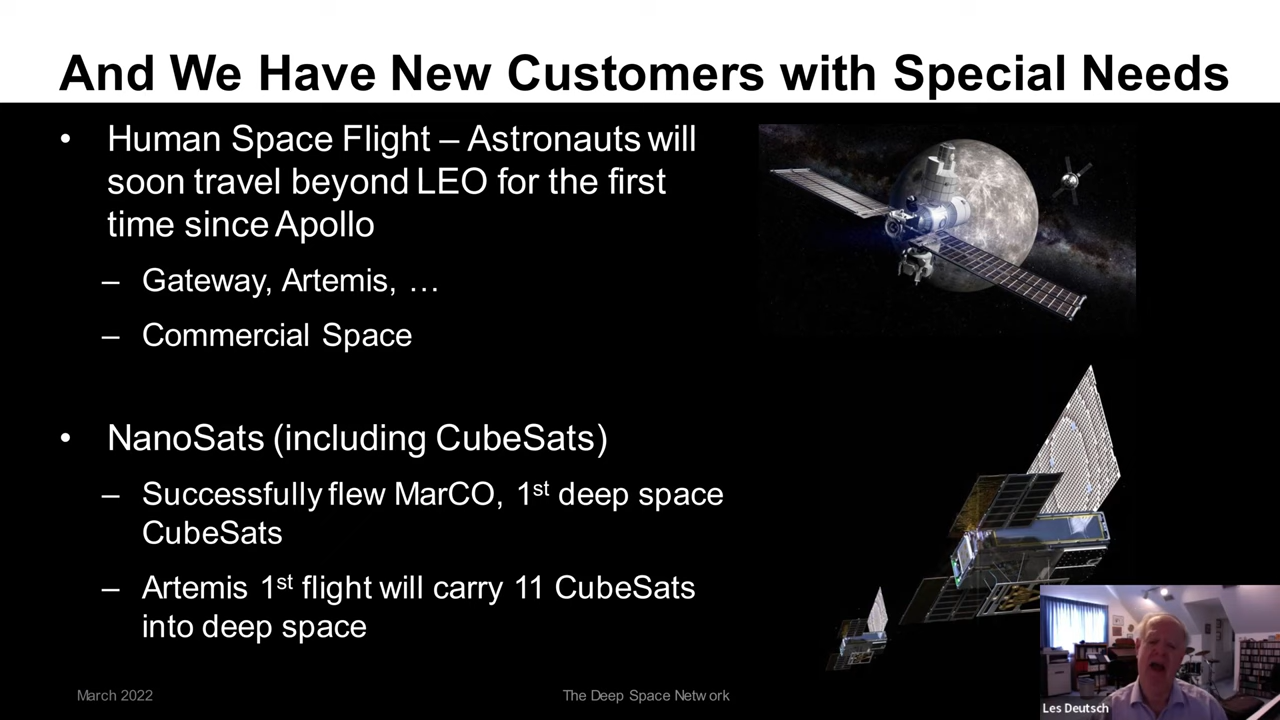 And We Have New Customers with Special Needs
• Human Space Flight – Astronauts will
soon travel beyond LEO for the first
time since Apollo
– Gateway, Artemis, …
– Commercial Space
• NanoSats (including CubeSats)
– Successfully flew MarCO, 1st deep space
CubeSats
– Artemis 1st flight will carry 11 CubeSats
into deep space
March 2022
The Deep Space Network
Les Deutsch